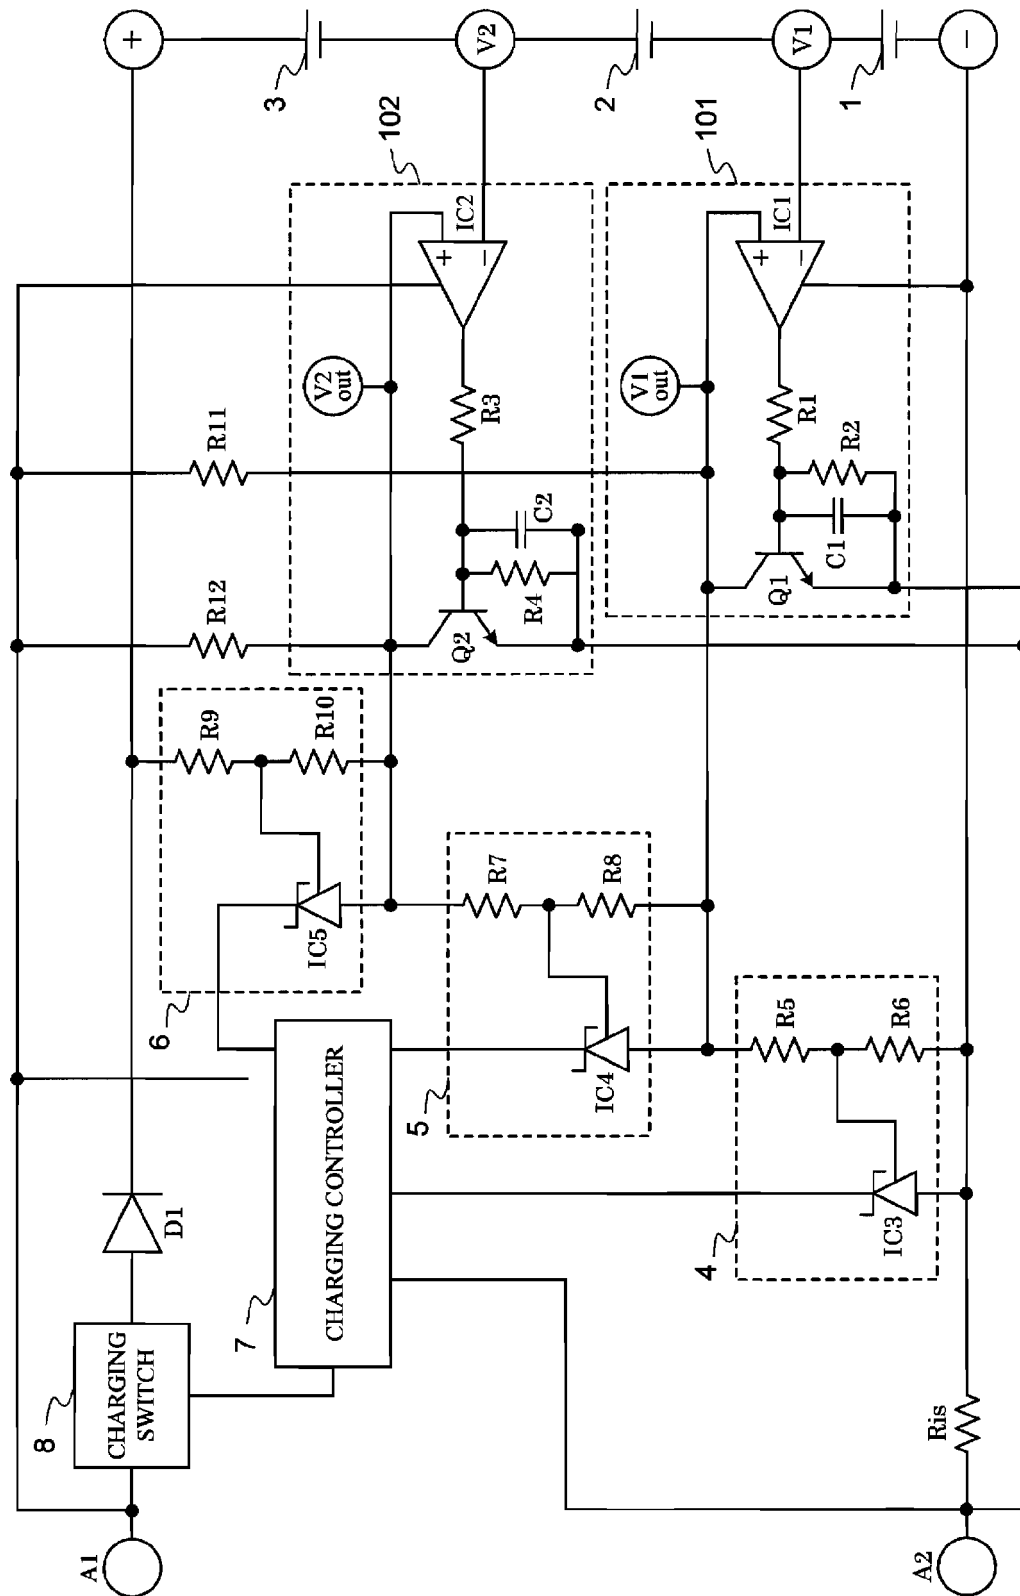 A1
8
CHARGING
SWITCH
D1
+
3
V2
2
V1
1
−
7
CHARGING CONTROLLER
6
IC5
R9
R10
R12
R11
102
V2
out
IC2
+
−
R3
C2
R4
Q2
5
IC4
R7
R8
101
V1
out
IC1
+
−
R1
R2
C1
Q1
4
IC3
R5
R6
Ris
A2